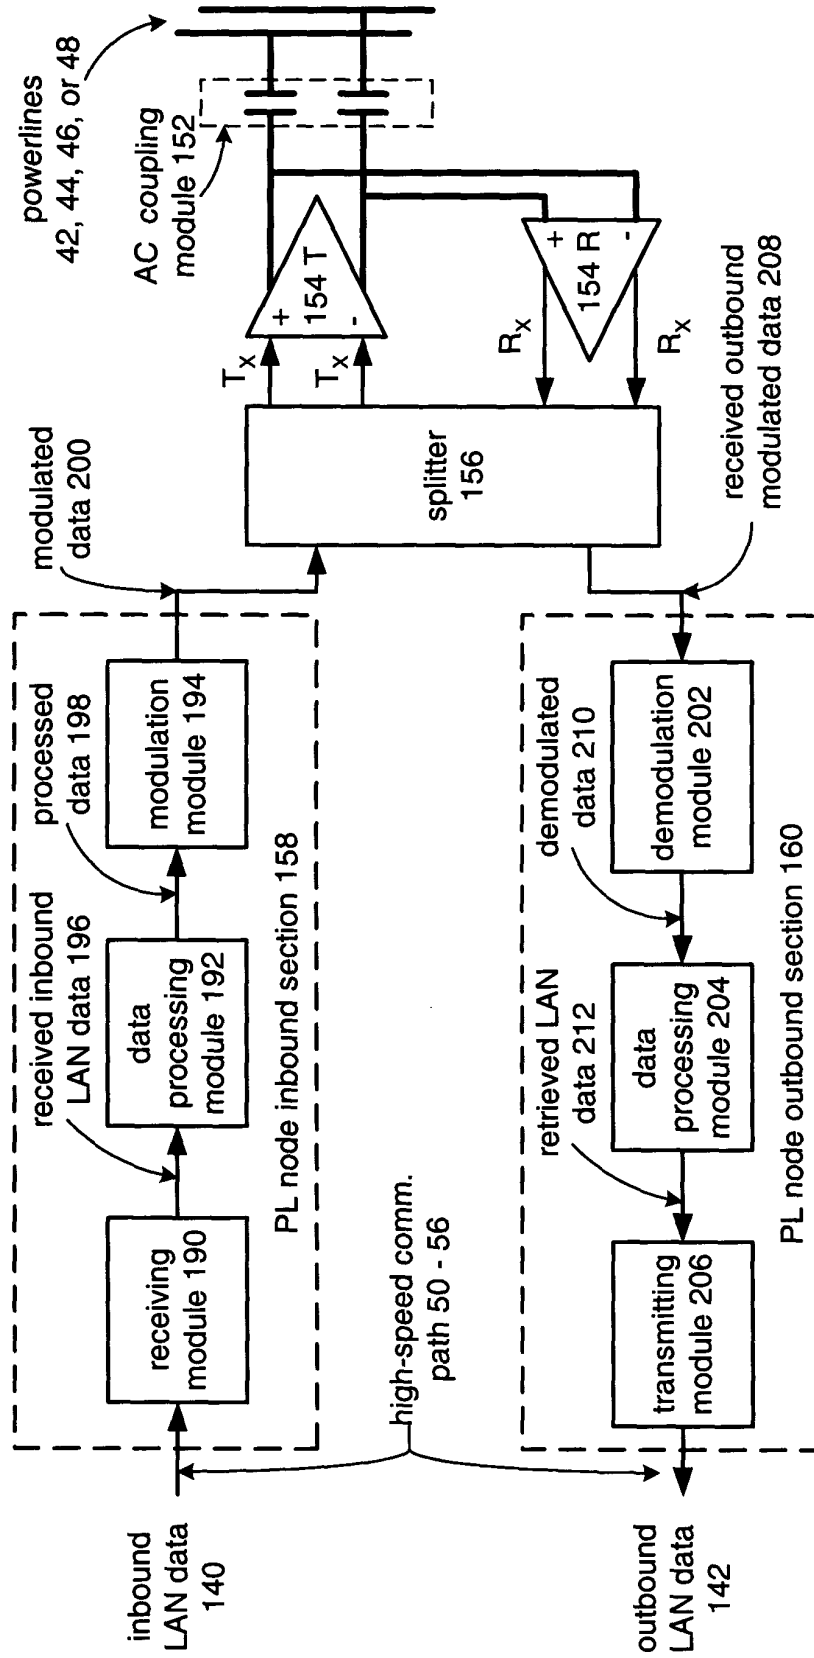 powerlines
42, 44, 46, or 48
AC coupling
module 152
+
154 T
-
+
154 R
-
TX
TX
RX
RX
splitter
156
modulated
data 200
received outbound
modulated data 208
modulation
module 194
processed
data 198
data
processing
module 192
received inbound
LAN data 196
receiving
module 190
PL node inbound section 158
inbound
LAN data
140
high-speed comm.
path 50 - 56
demodulation
module 202
demodulated
data 210
data
processing
module 204
retrieved LAN
data 212
transmitting
module 206
PL node outbound section 160
outbound
LAN data
142